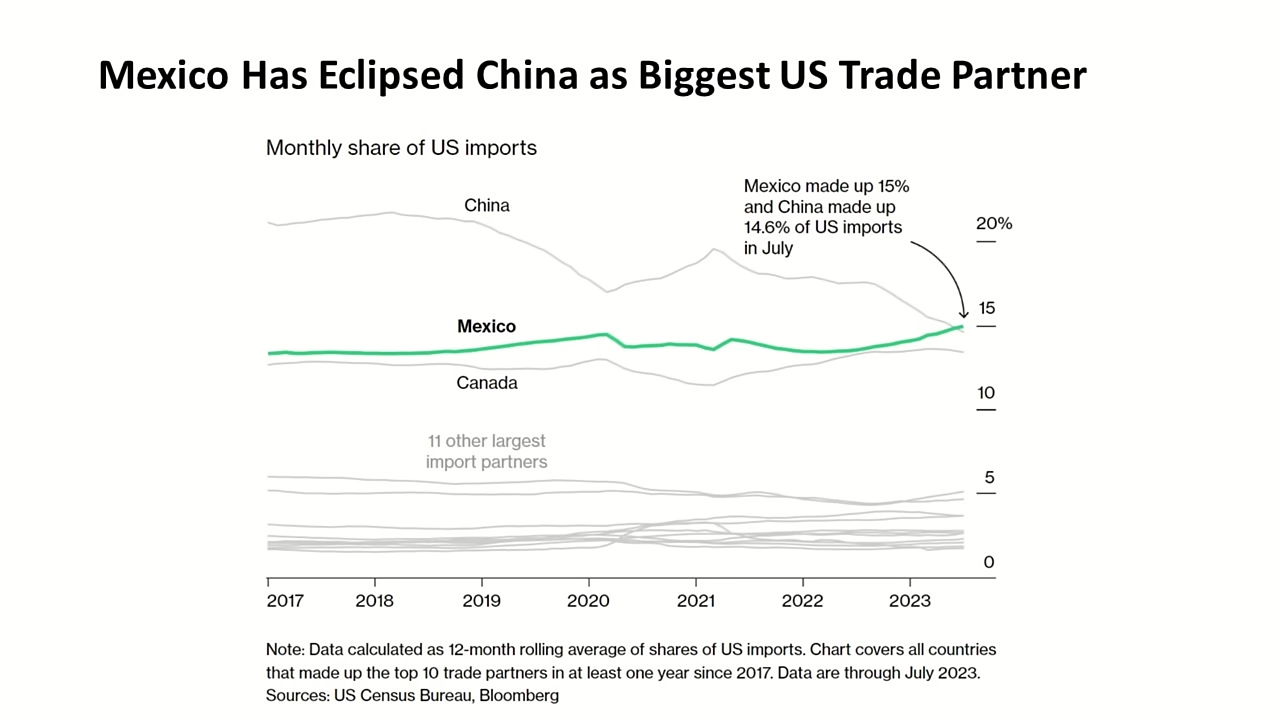 Mexico Has Eclipsed China as Biggest US Trade Partner
Monthly share of US imports
Mexico made up 15%
and China made up
14.6% of US imports
in July
China
20%
15
Mexico
Canada
10
11 other largest
import partners
5
0
2017 2018 2019 2020 2021 2022 2023
Note: Data calculated as 12-month rolling average of shares of US imports. Chart covers all countries
that made up the top 10 trade partners in at least one year since 2017. Data are through July 2023.
Sources: US Census Bureau, Bloomberg